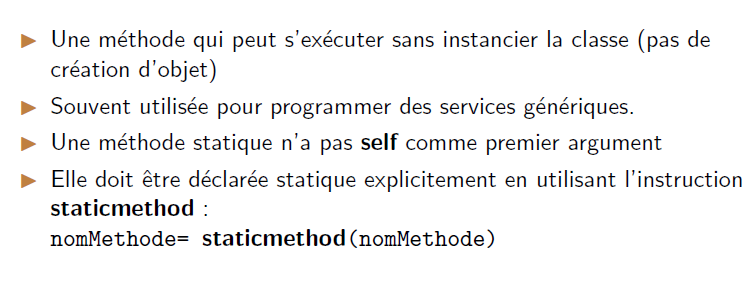 ▶ Une méthode qui peut s'exécuter sans instancier la classe (pas de
création d'objet)
▶ Souvent utilisée pour programmer des services génériques.
▶ Une méthode statique n'a pas self comme premier argument
▶ Elle doit être déclarée statique explicitement en utilisant l'instruction
staticmethod :
nomMethode= staticmethod(nomMethode)